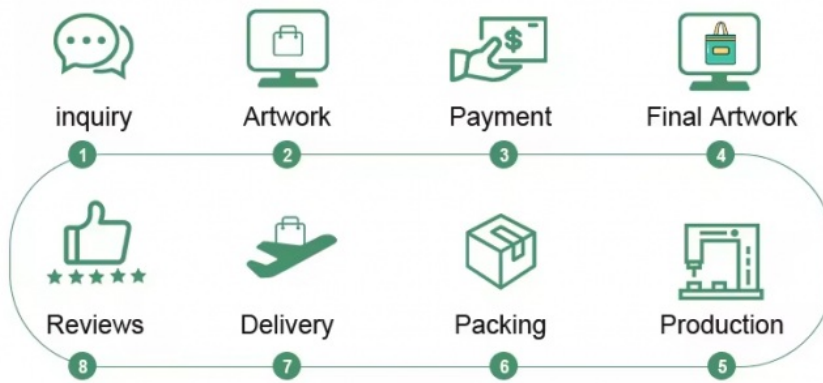 inquiry Artwork Payment Final Artwork
1 2 3 4
Reviews Delivery Packing Production
8 7 6 5